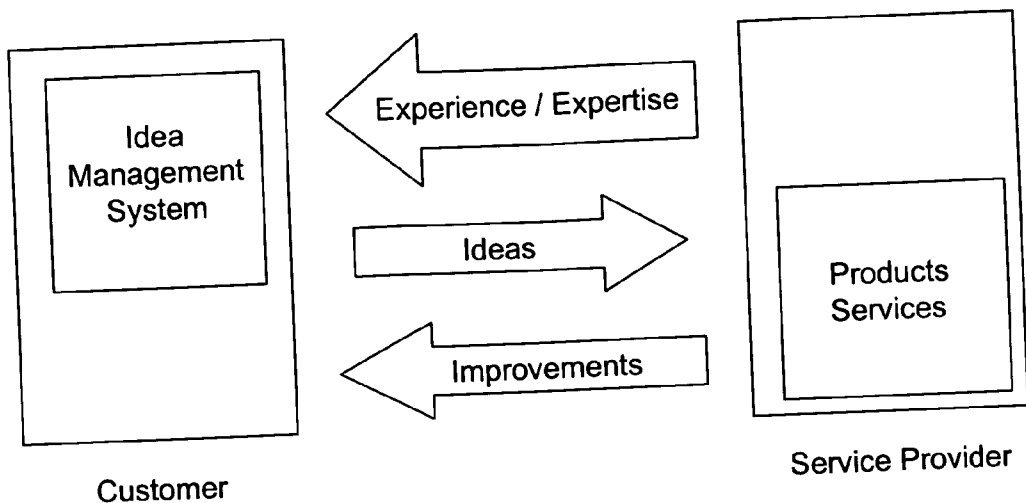 Idea
Management
System
Experience / Expertise
Ideas
Improvements
Products
Services
Customer
Service Provider